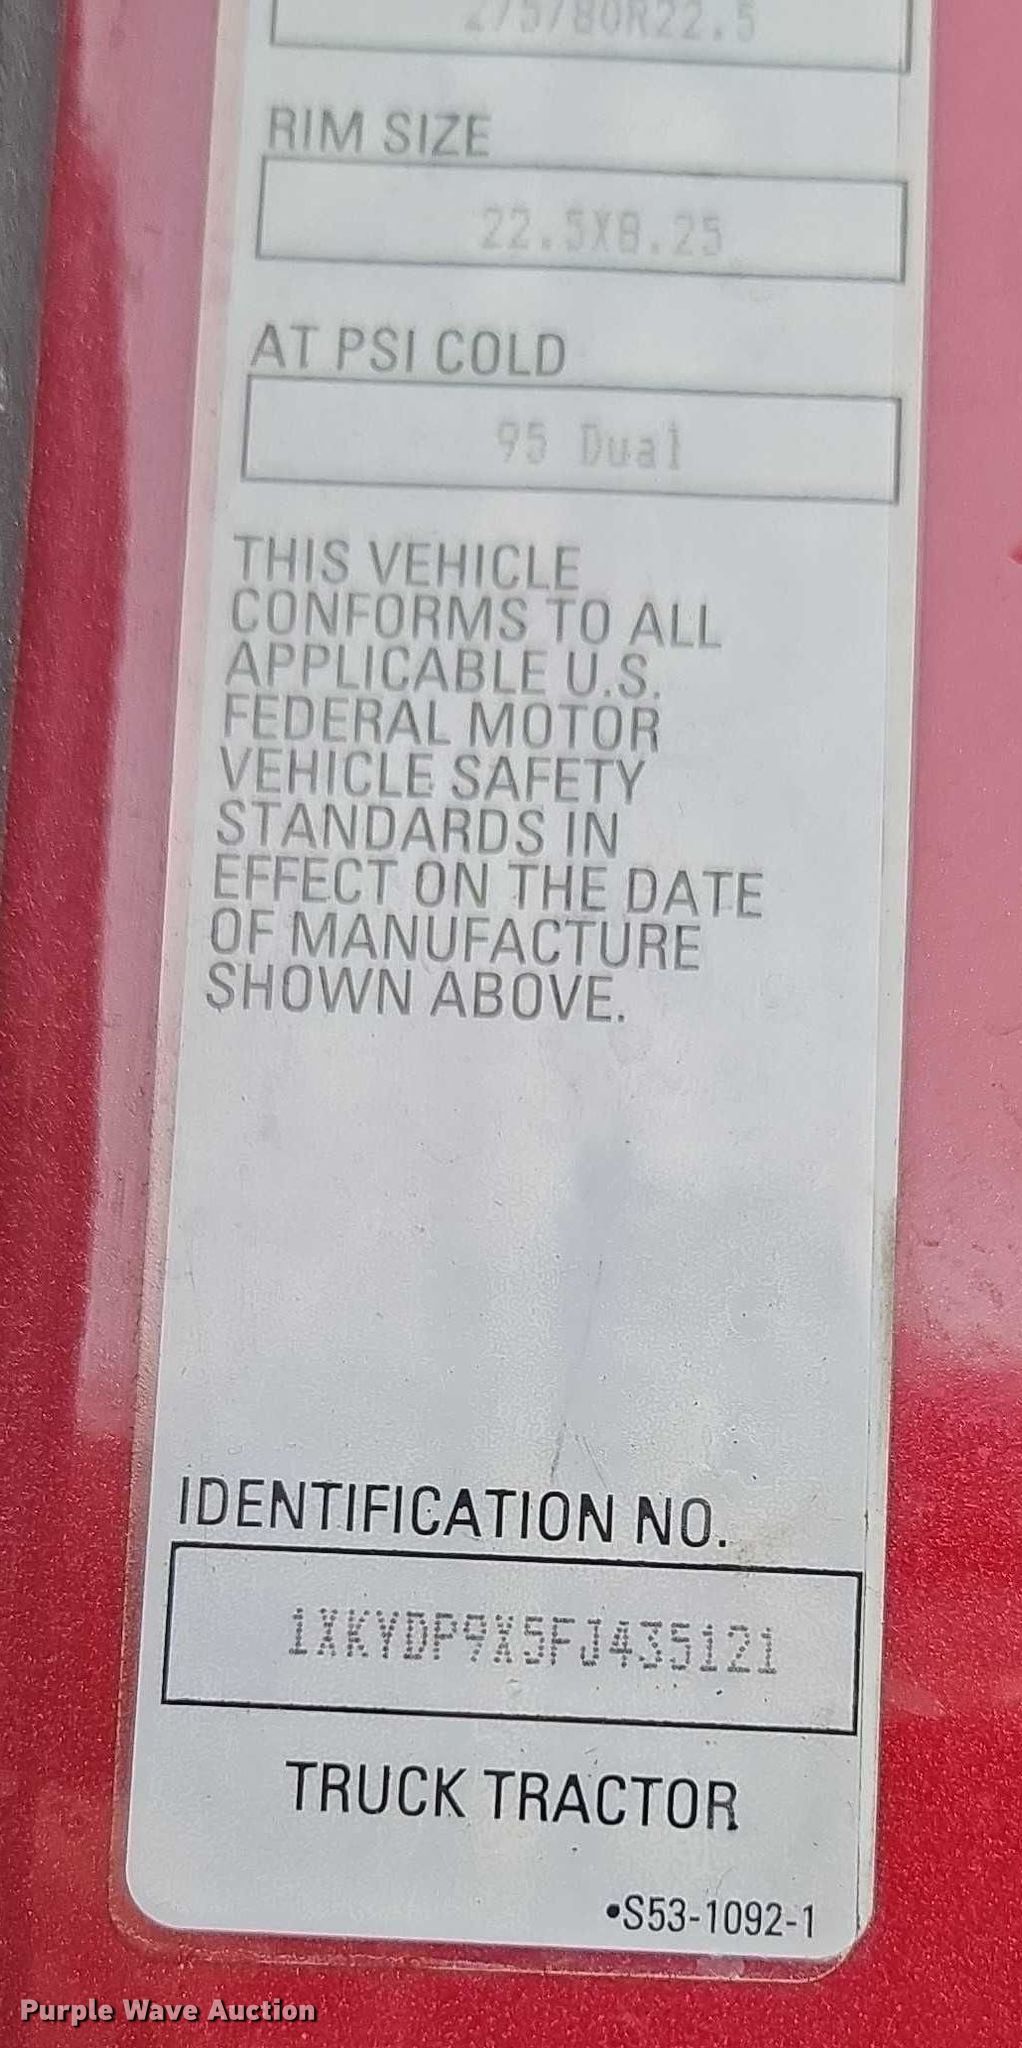 275/80R22.5
RIM SIZE
22.5X8.25
AT PSI COLD
95 Dual
THIS VEHICLE
CONFORMS TO ALL
APPLICABLE U.S.
FEDERAL MOTOR
VEHICLE SAFETY
STANDARDS IN
EFFECT ON THE DATE
OF MANUFACTURE
SHOWN ABOVE.
IDENTIFICATION NO.
1XKYDP9X5FJ435121
TRUCK TRACTOR
•S53-1092-1
Purple Wave Auction